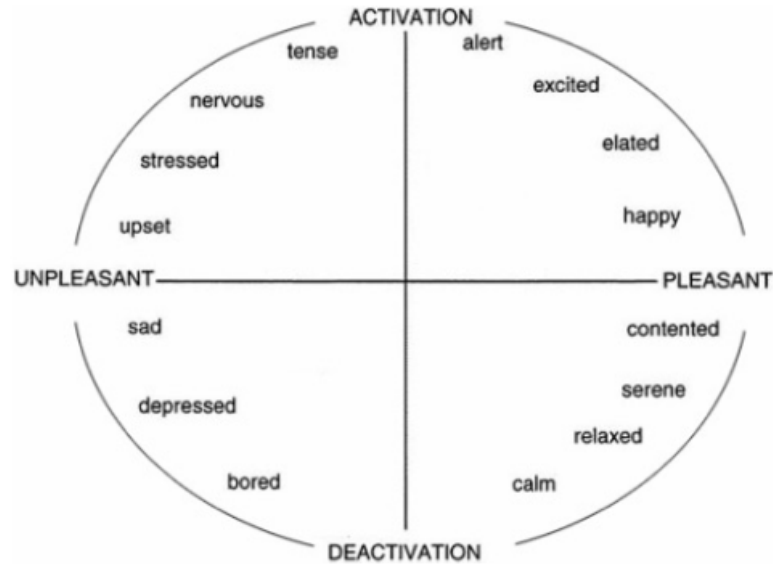 ACTIVATION
tense
alert
excited
nervous
elated
stressed
happy
upset
UNPLEASANT
PLEASANT
sad
contented
serene
depressed
relaxed
bored
calm
DEACTIVATION